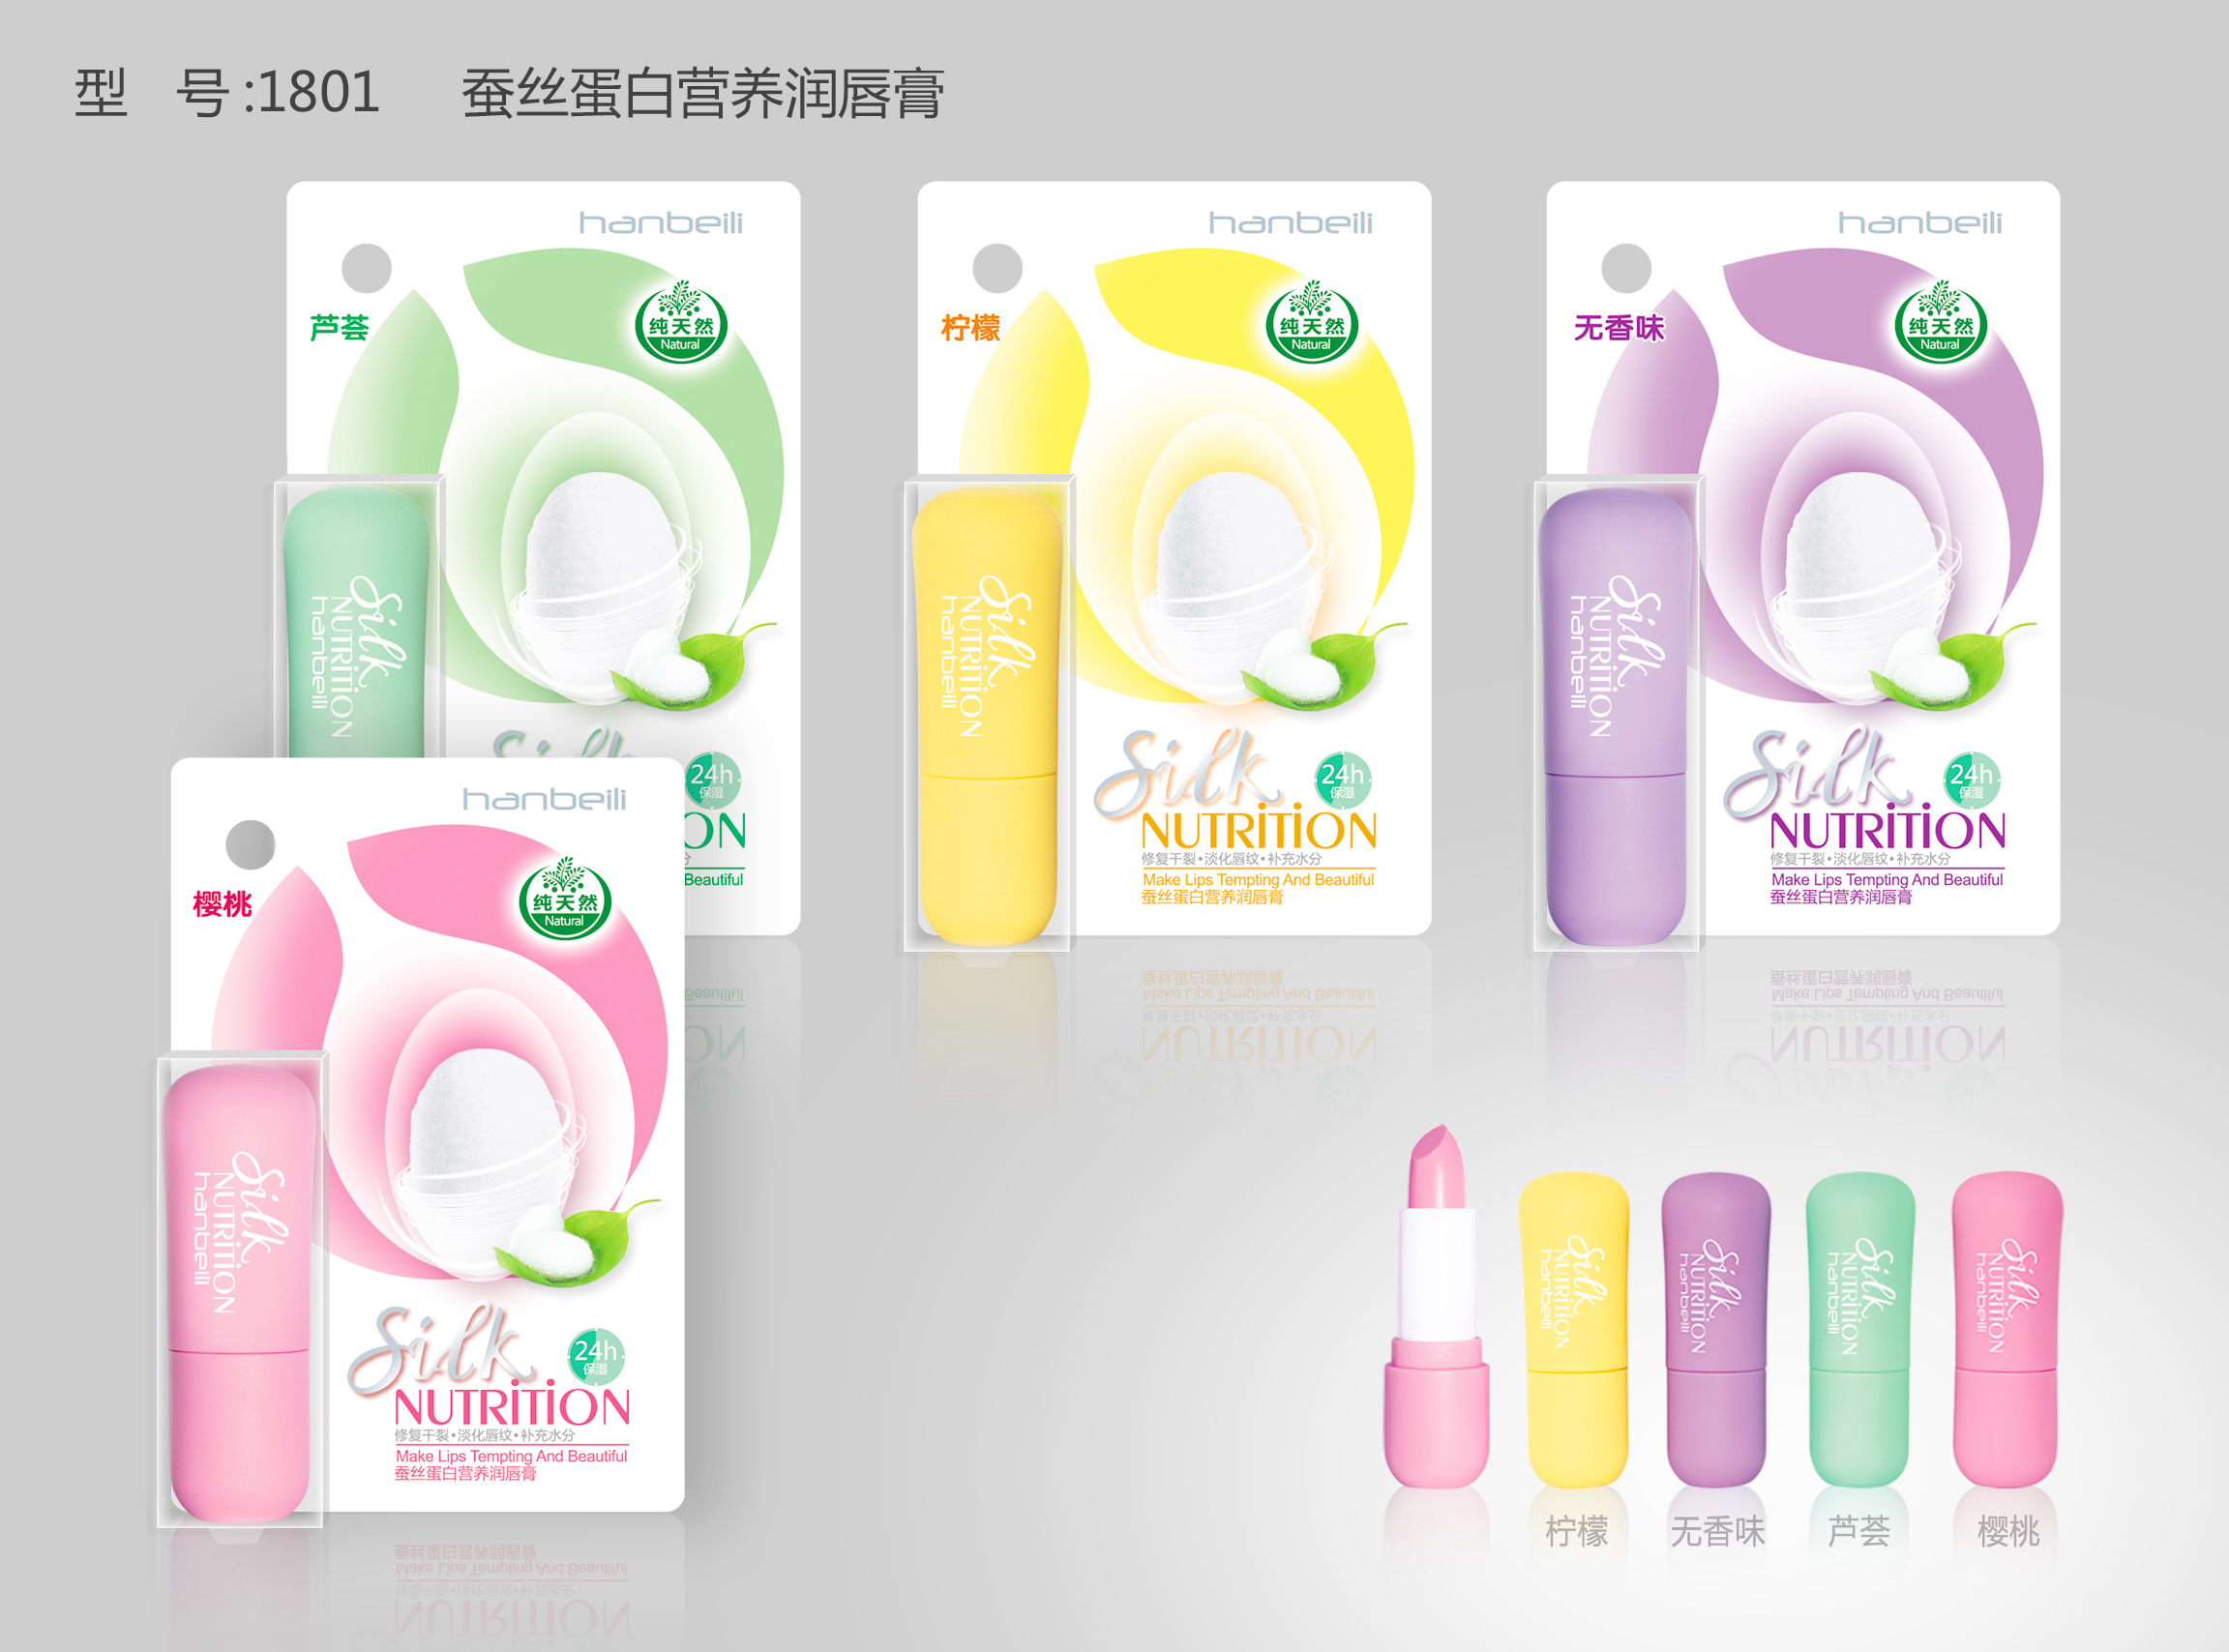 型 号:1801 蚕丝蛋白营养润唇膏
hanbeili
芦荟
纯天然
Natural
Silk
NUTRITION
hanbeili
Silk
24h
保湿
ON
分
Beautiful
hanbeili
柠檬
纯天然
Natural
Silk
NUTRITION
hanbeili
Silk
24h
保湿
NUTRITION
修复干裂•淡化唇纹•补充水分
Make Lips Tempting And Beautiful
蚕丝蛋白营养润唇膏
hanbeili
无香味
纯天然
Natural
Silk
NUTRITION
hanbeili
Silk
24h
保湿
NUTRITION
修复干裂•淡化唇纹•补充水分
Make Lips Tempting And Beautiful
蚕丝蛋白营养润唇膏
hanbeili
樱桃
纯天然
Natural
Silk
NUTRITION
hanbeili
Silk
24h
保湿
NUTRITION
修复干裂•淡化唇纹•补充水分
Make Lips Tempting And Beautiful
蚕丝蛋白营养润唇膏
Silk
NUTRITION
hanbeili
Silk
NUTRITION
hanbeili
Silk
NUTRITION
hanbeili
Silk
NUTRITION
hanbeili
柠檬
无香味
芦荟
樱桃